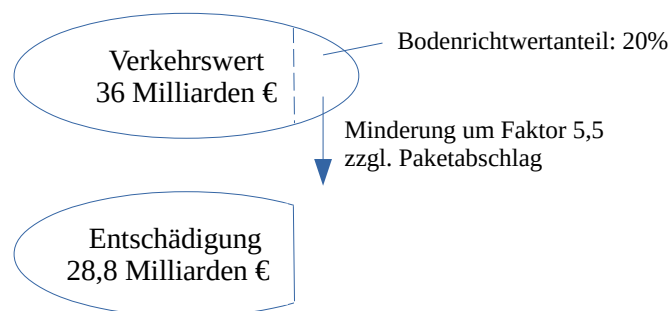 Bodenrichtwertanteil: 20%
Verkehrswert
36 Milliarden €
Minderung um Faktor 5,5
zzgl. Paketabschlag
Entschädigung
28,8 Milliarden €